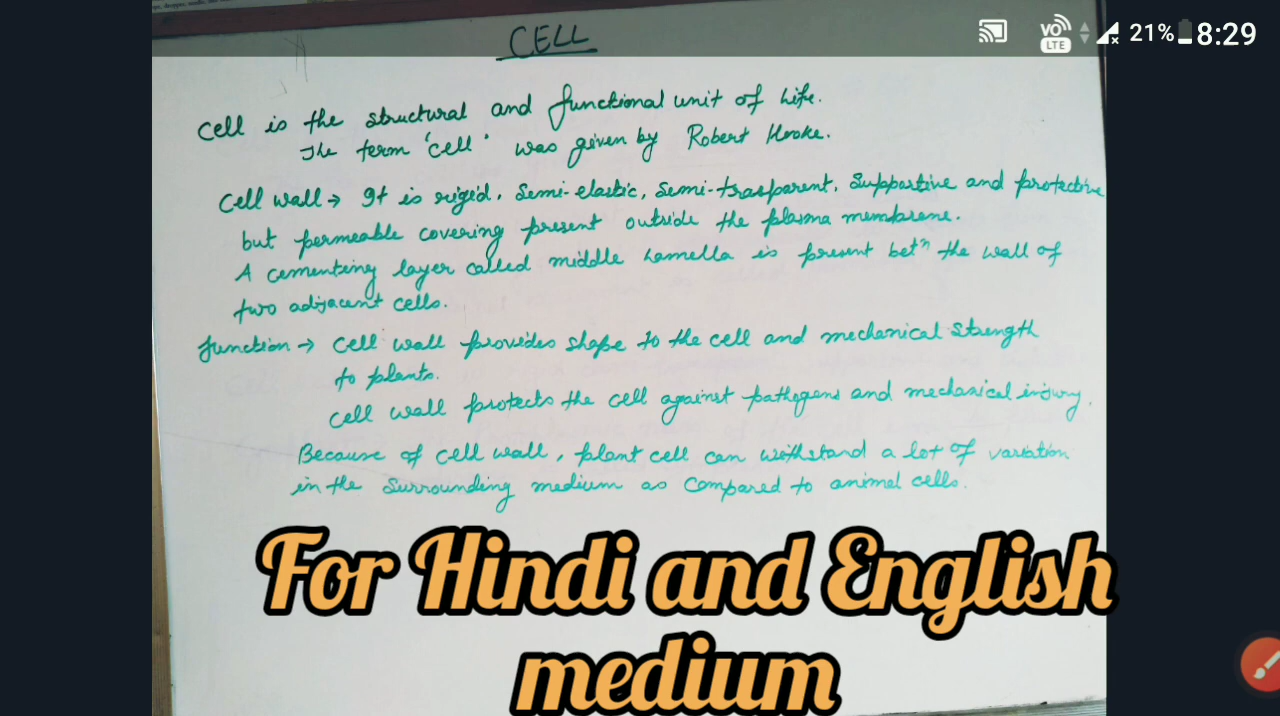 VO LTE 21% 8:29
CELL
Cell is the structural and functional unit of Life.
The term 'cell' was given by Robert Hooke.
Cell wall → It is riged, Semi-elastic, Semi-trasparent, Supportive and protective
but permeable covering present outside the plasma membrane.
A cementing layer called middle Lamella is present betⁿ the wall of
two adjacent cells.
function → Cell wall provides shape to the cell and mechanical Strength
to plants.
Cell wall protects the cell against pathogens and mechanical injury.
Because of cell wall, plant cell can withstand a lot of variation
in the Surrounding medium as Compared to animal cells.
For Hindi and English
medium